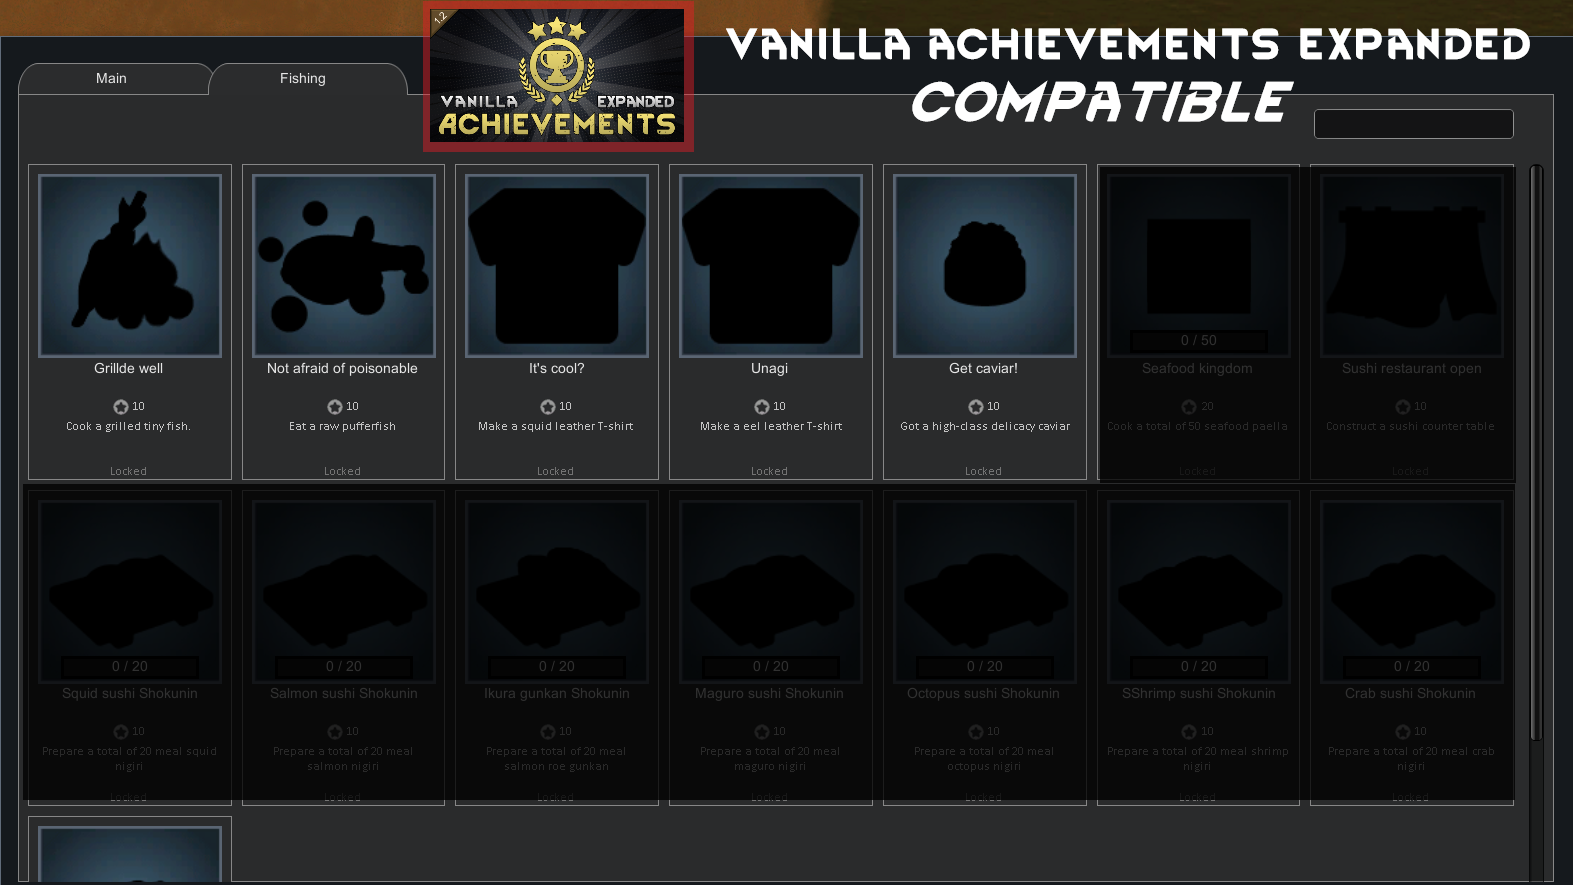 12
VANILLA EXPANDED
ACHIEVEMENTS
VANILLA ACHIEVEMENTS EXPANDED
COMPATIBLE
Main
Fishing
Grillde well
10
Cook a grilled tiny fish.
Locked
Not afraid of poisonable
10
Eat a raw pufferfish
Locked
It's cool?
10
Make a squid leather T-shirt
Locked
Unagi
10
Make a eel leather T-shirt
Locked
Get caviar!
10
Got a high-class delicacy caviar
Locked
0 / 50
Seafood kingdom
20
Cook a total of 50 seafood paella
Locked
Sushi restaurant open
10
Construct a sushi counter table
Locked
0 / 20
Squid sushi Shokunin
10
Prepare a total of 20 meal squid
nigiri
Locked
0 / 20
Salmon sushi Shokunin
10
Prepare a total of 20 meal
salmon nigiri
Locked
0 / 20
Ikura gunkan Shokunin
10
Prepare a total of 20 meal
salmon roe gunkan
Locked
0 / 20
Maguro sushi Shokunin
10
Prepare a total of 20 meal
maguro nigiri
Locked
0 / 20
Octopus sushi Shokunin
10
Prepare a total of 20 meal
octopus nigiri
Locked
0 / 20
SShrimp sushi Shokunin
10
Prepare a total of 20 meal shrimp
nigiri
Locked
0 / 20
Crab sushi Shokunin
10
Prepare a total of 20 meal crab
nigiri
Locked